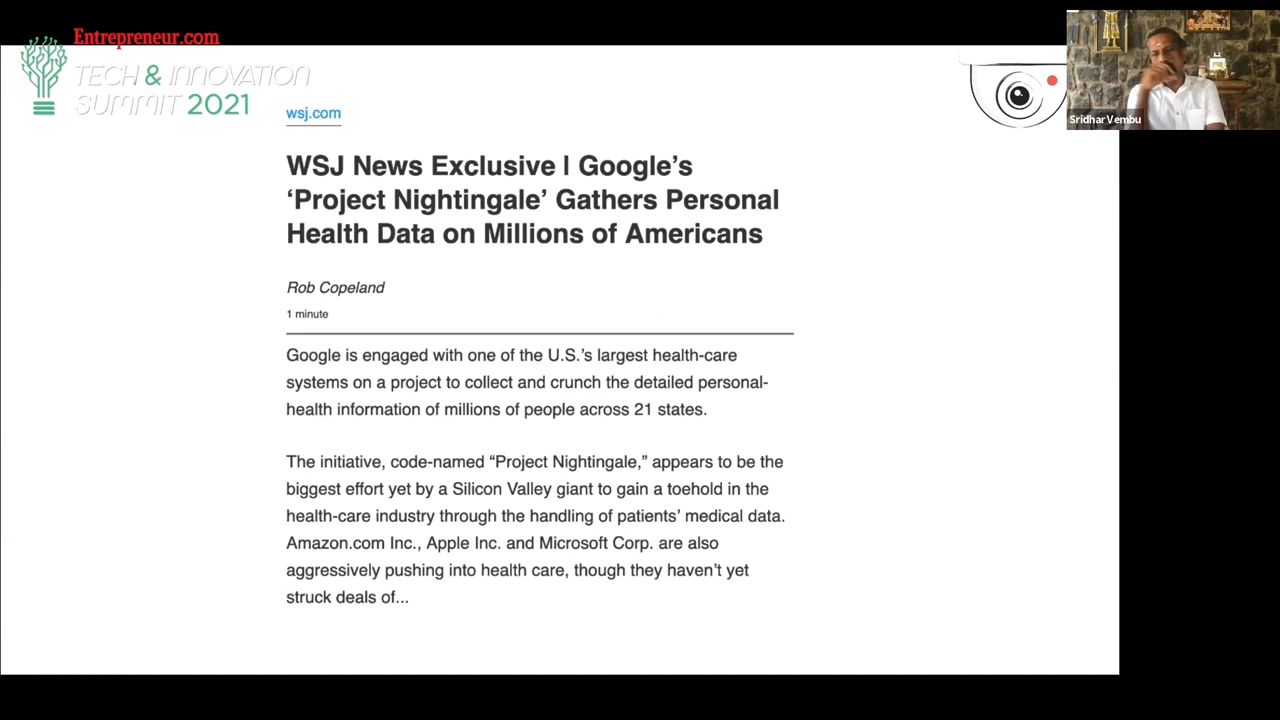 Entrepreneur.com
TECH & INNOVATION
SUMMIT 2021
Sridhar Vembu
wsj.com
WSJ News Exclusive | Google's
‘Project Nightingale’ Gathers Personal
Health Data on Millions of Americans
Rob Copeland
1 minute
Google is engaged with one of the U.S.'s largest health-care
systems on a project to collect and crunch the detailed personal-
health information of millions of people across 21 states.
The initiative, code-named “Project Nightingale,” appears to be the
biggest effort yet by a Silicon Valley giant to gain a toehold in the
health-care industry through the handling of patients’ medical data.
Amazon.com Inc., Apple Inc. and Microsoft Corp. are also
aggressively pushing into health care, though they haven’t yet
struck deals of...